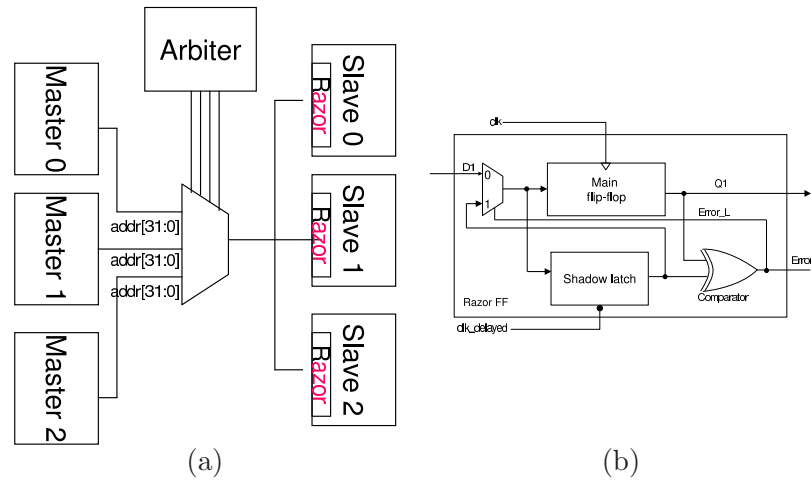 Arbiter
Master 0
Master 1
Master 2
addr[31:0]
addr[31:0]
addr[31:0]
Slave 0
Razor
Slave 1
Razor
Slave 2
Razor
(a)
clk
D1
0
1
Main
flip-flop
Q1
Error_L
Shadow latch
Comparator
Error
Razor FF
clk_delayed
(b)